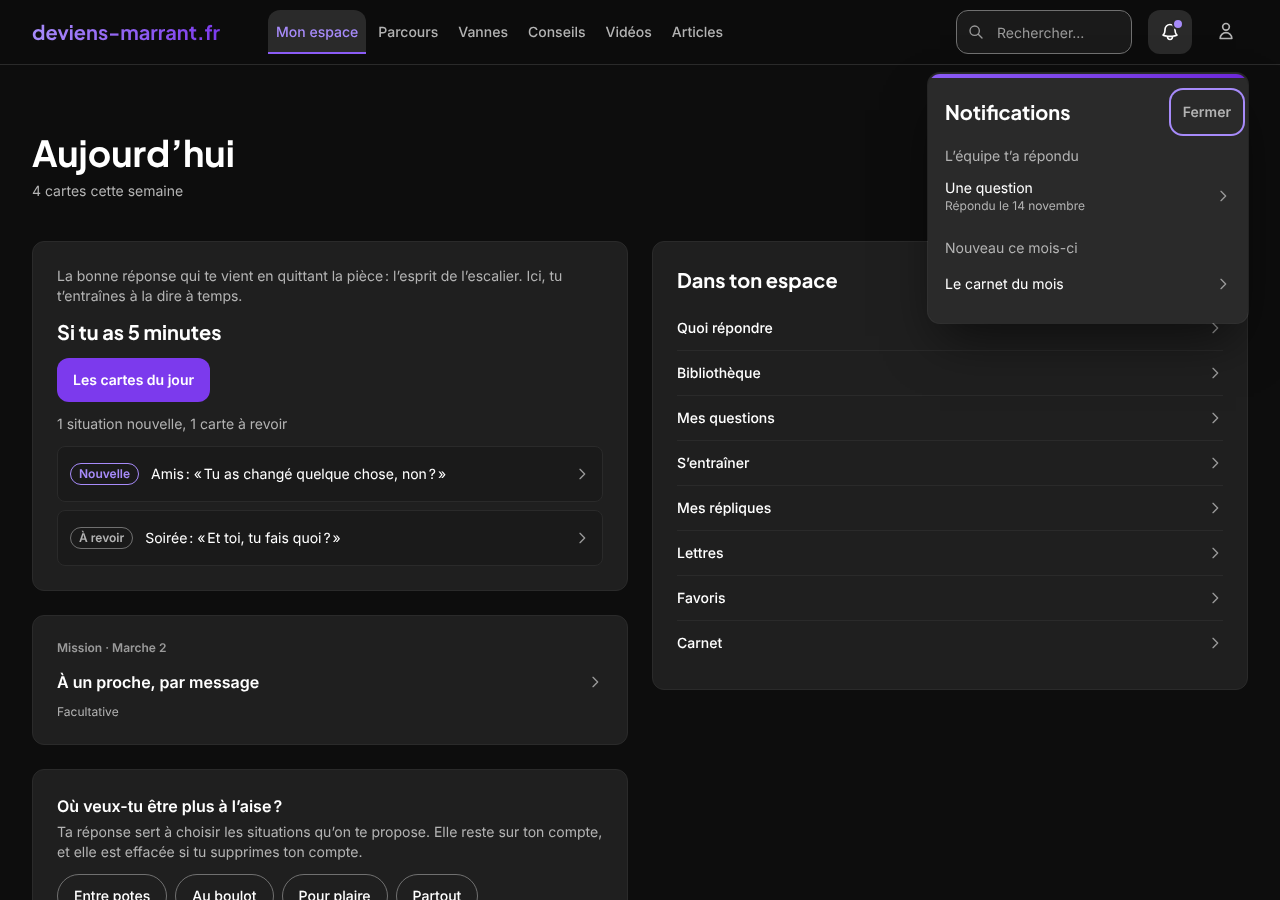 deviens-marrant.fr
Mon espace
Parcours
Vannes
Conseils
Vidéos
Articles
Rechercher…
Notifications
Fermer
L’équipe t’a répondu
Une question
Répondu le 14 novembre
Nouveau ce mois-ci
Le carnet du mois
Aujourd’hui
4 cartes cette semaine
La bonne réponse qui te vient en quittant la pièce : l’esprit de l’escalier. Ici, tu
t’entraînes à la dire à temps.
Si tu as 5 minutes
Les cartes du jour
1 situation nouvelle, 1 carte à revoir
Nouvelle
Amis : « Tu as changé quelque chose, non ? »
À revoir
Soirée : « Et toi, tu fais quoi ? »
Mission · Marche 2
À un proche, par message
Facultative
Où veux-tu être plus à l’aise ?
Ta réponse sert à choisir les situations qu’on te propose. Elle reste sur ton compte,
et elle est effacée si tu supprimes ton compte.
Entre potes
Au boulot
Pour plaire
Partout
Dans ton espace
Quoi répondre
Bibliothèque
Mes questions
S’entraîner
Mes répliques
Lettres
Favoris
Carnet